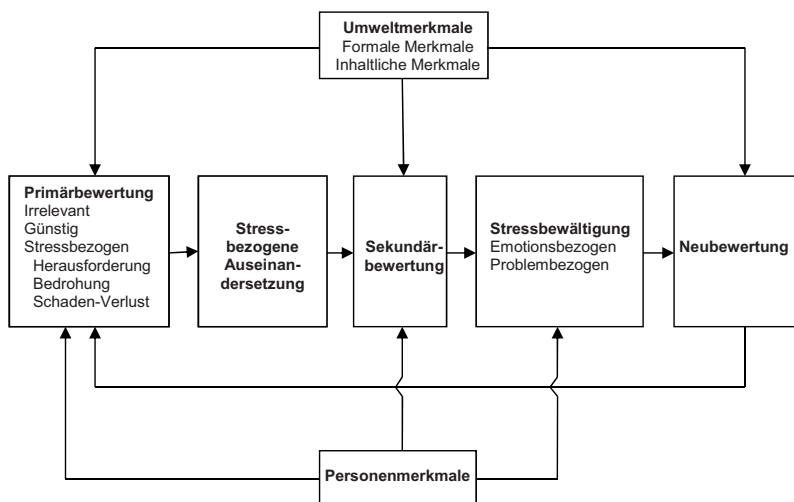 Umweltmerkmale
Formale Merkmale
Inhaltliche Merkmale
Primärbewertung
Irrelevant
Günstig
Stressbezogen
Herausforderung
Bedrohung
Schaden-Verlust
Stress-
bezogene
Auseinan-
dersetzung
Sekundär-
bewertung
Stressbewältigung
Emotionsbezogen
Problembezogen
Neubewertung
Personenmerkmale